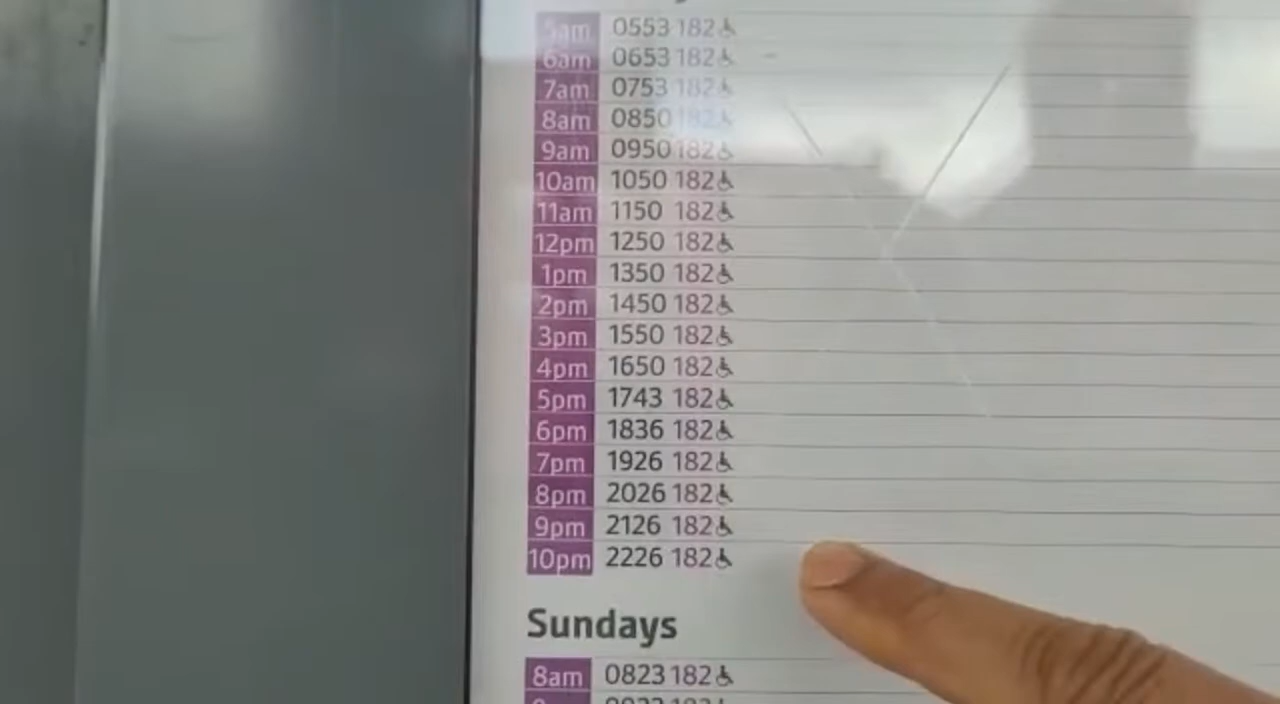 5am 0553 182
6am 0653 182
7am 0753 182
8am 0850 182
9am 0950 182
10am 1050 182
11am 1150 182
12pm 1250 182
1pm 1350 182
2pm 1450 182
3pm 1550 182
4pm 1650 182
5pm 1743 182
6pm 1836 182
7pm 1926 182
8pm 2026 182
9pm 2126 182
10pm 2226 182
Sundays
8am 0823 182